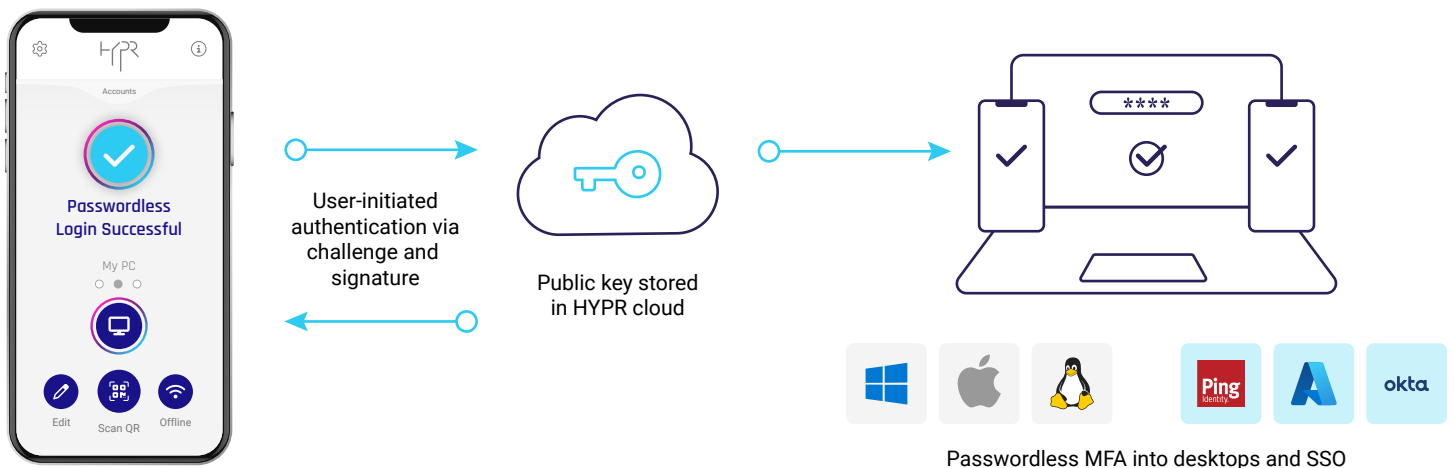 HYPR
Accounts
Passwordless
Login Successful
My PC
Edit
Scan QR
Offline
User-initiated
authentication via
challenge and
signature
Public key stored
in HYPR cloud
****
Ping
Identity.
okta
Passwordless MFA into desktops and SSO